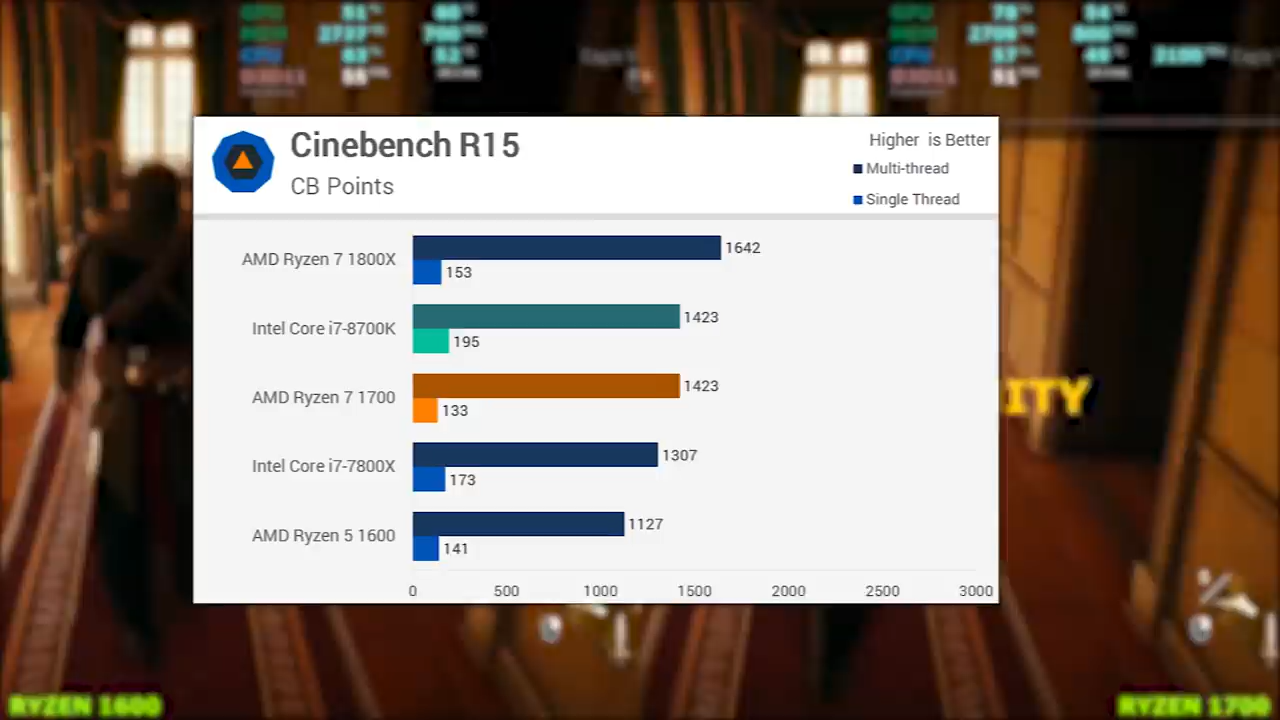 Cinebench R15
CB Points
Higher is Better
Multi-thread
Single Thread
AMD Ryzen 7 1800X
1642
153
Intel Core i7-8700K
1423
195
AMD Ryzen 7 1700
1423
133
Intel Core i7-7800X
1307
173
AMD Ryzen 5 1600
1127
141
0 500 1000 1500 2000 2500 3000
ITY
RYZEN 1600
RYZEN 1700